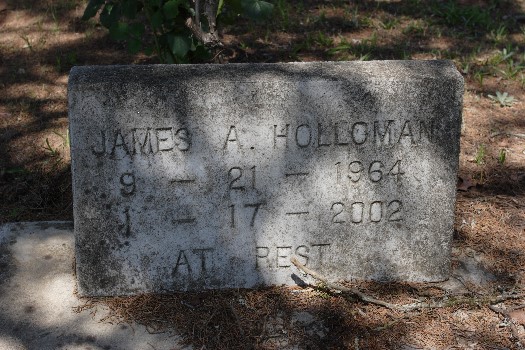 JAMES A. HOLLOMAN
9 - 21 - 1964
1 - 17 - 2002
AT REST